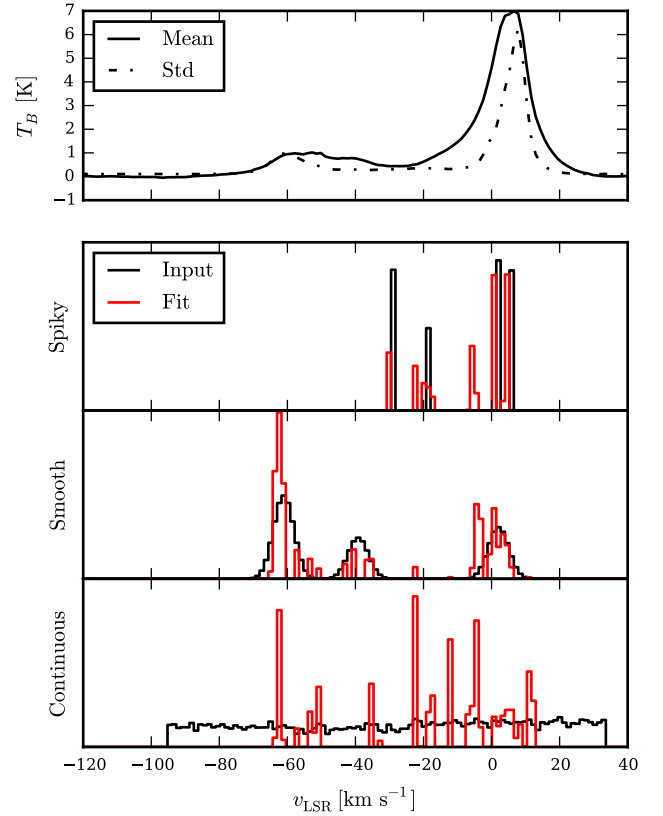 7
6
5
4
3
2
1
0
−1
T_B [K]
Mean
Std
Input
Fit
Spiky
Smooth
Continuous
−120 −100 −80 −60 −40 −20 0 20 40
v_LSR [km s⁻¹]